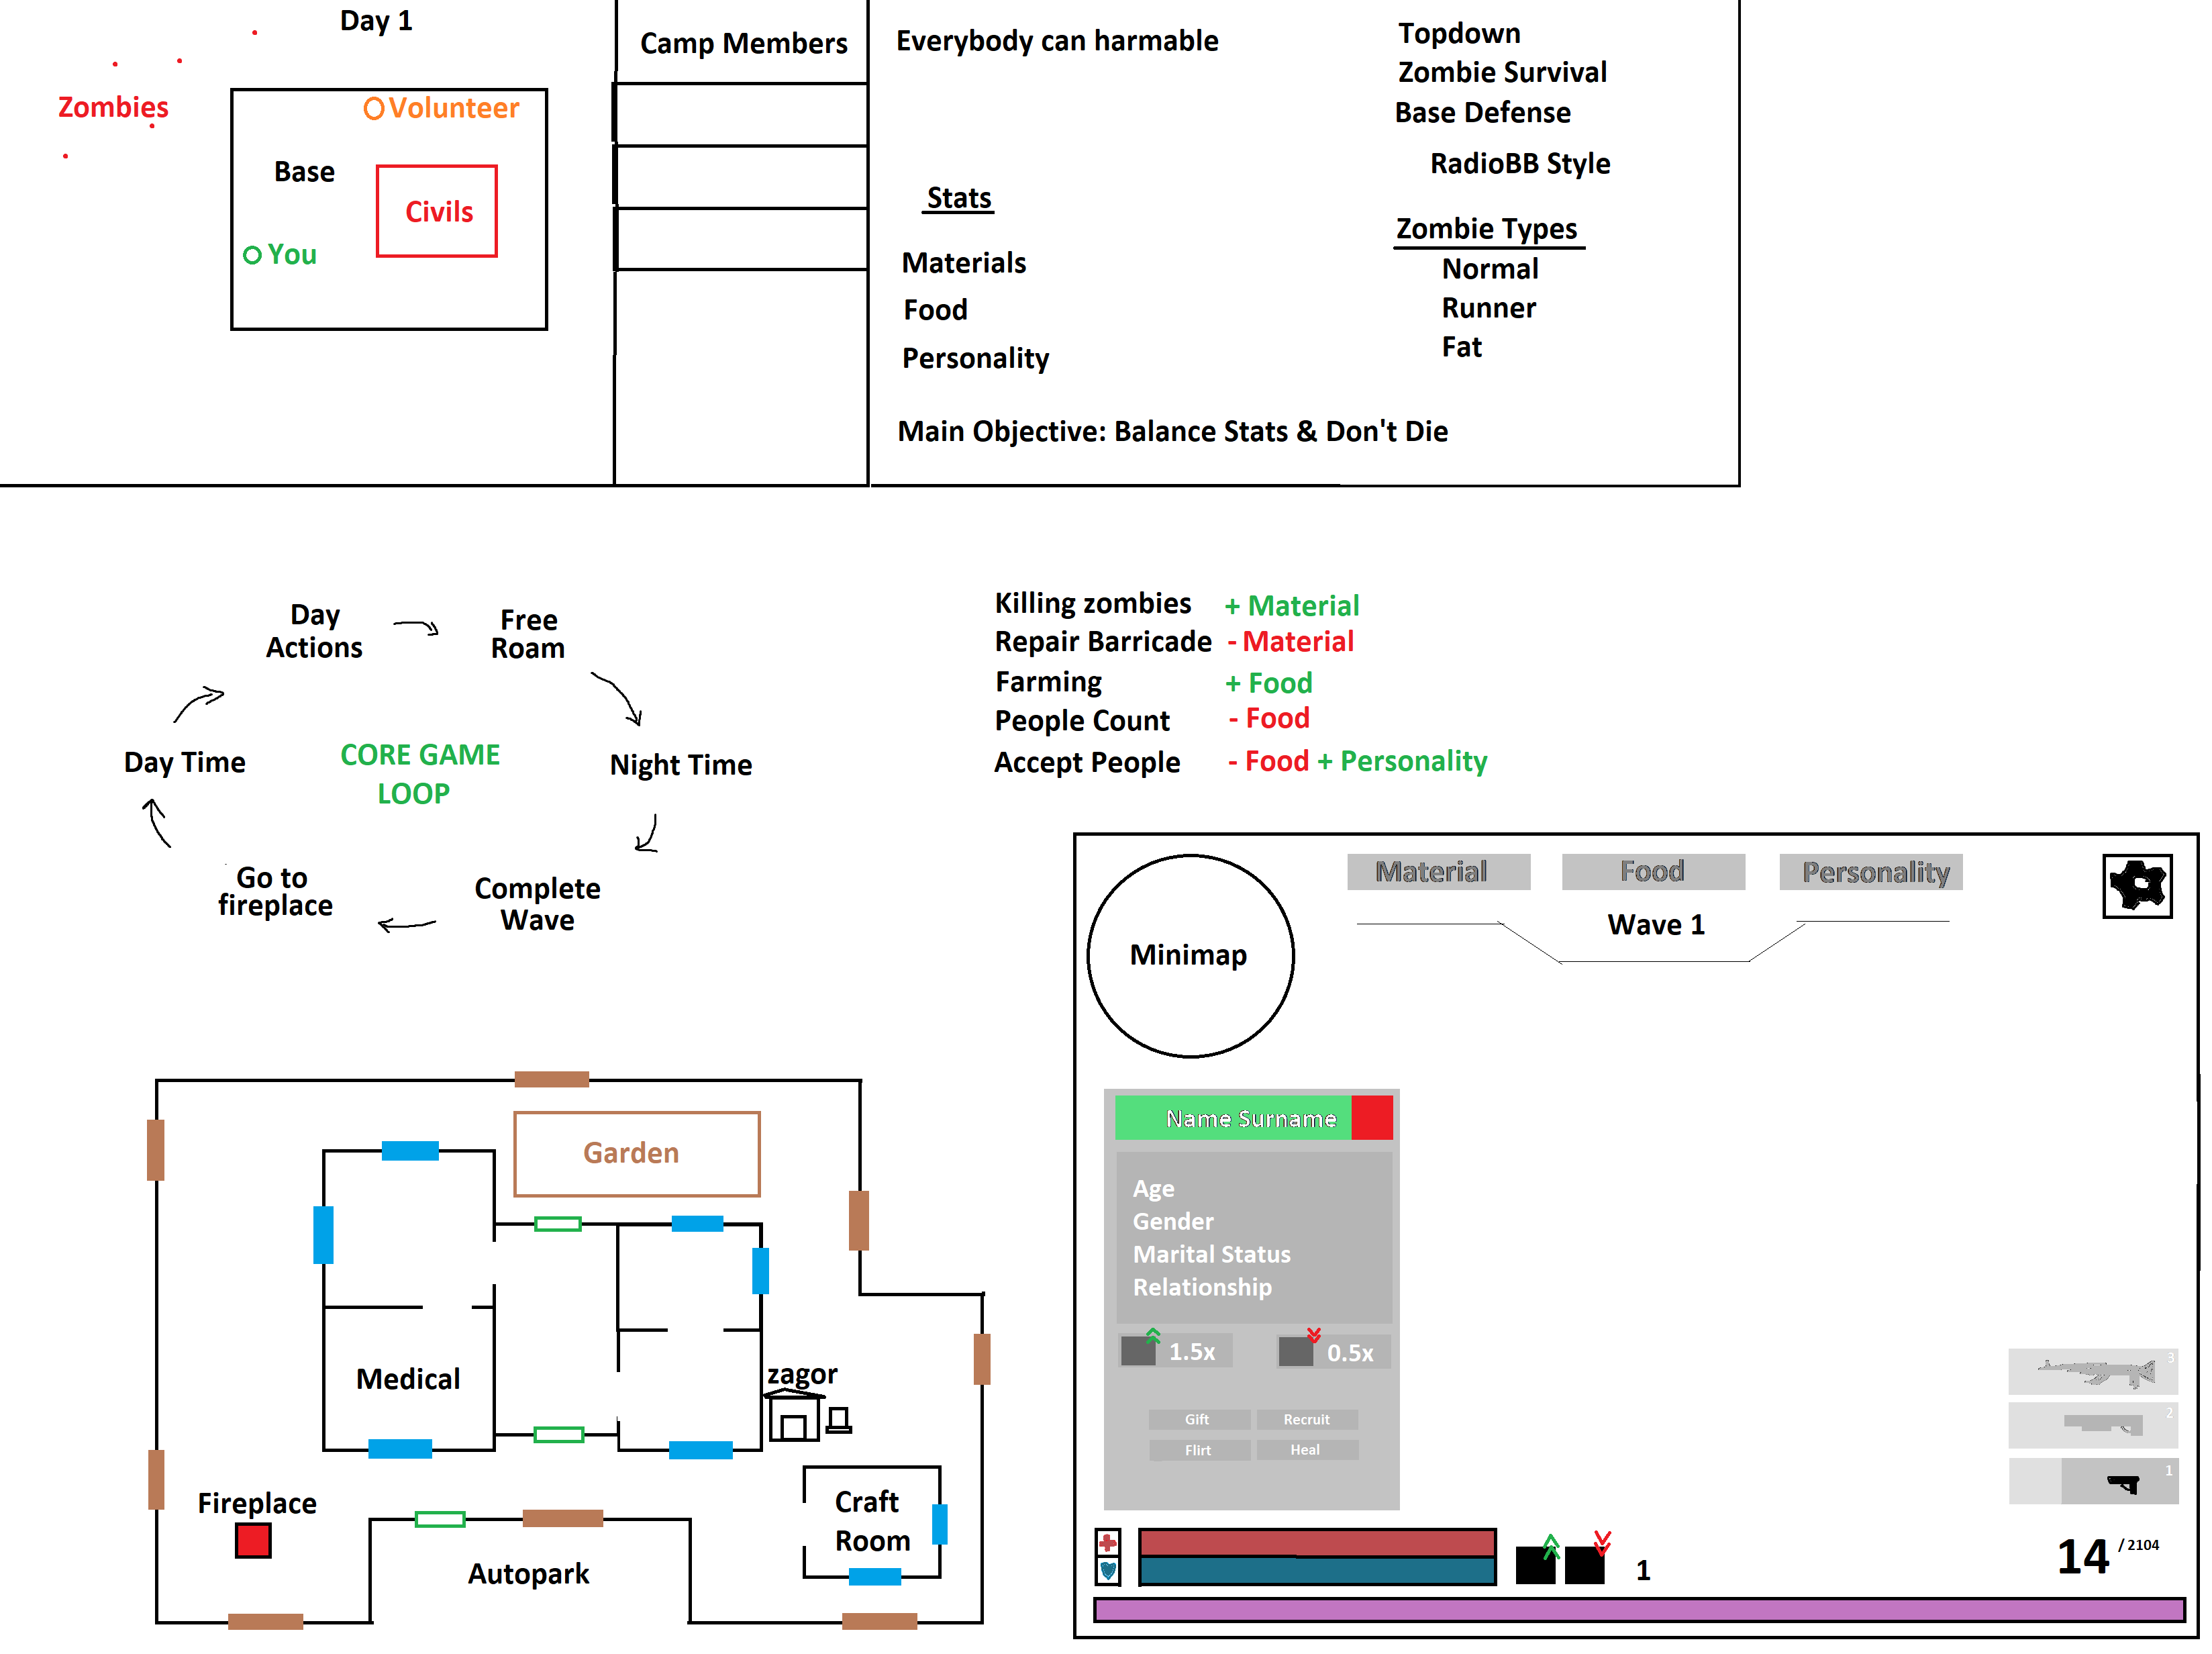 Day 1
Zombies
Volunteer
Base
Civils
You
Camp Members
Everybody can harmable
Stats
Materials
Food
Personality
Main Objective: Balance Stats & Don't Die
Topdown
Zombie Survival
Base Defense
RadioBB Style
Zombie Types
Normal
Runner
Fat
Day
Actions
Free
Roam
Day Time
CORE GAME
LOOP
Night Time
Go to
fireplace
Complete
Wave
Killing zombies + Material
Repair Barricade - Material
Farming + Food
People Count - Food
Accept People - Food + Personality
Garden
Medical
zagor
Fireplace
Craft
Room
Autopark
Minimap
Material
Food
Personality
Wave 1
Name Surname
Age
Gender
Marital Status
Relationship
1.5x
0.5x
Gift
Recruit
Flirt
Heal
3
2
1
1
14 / 2104